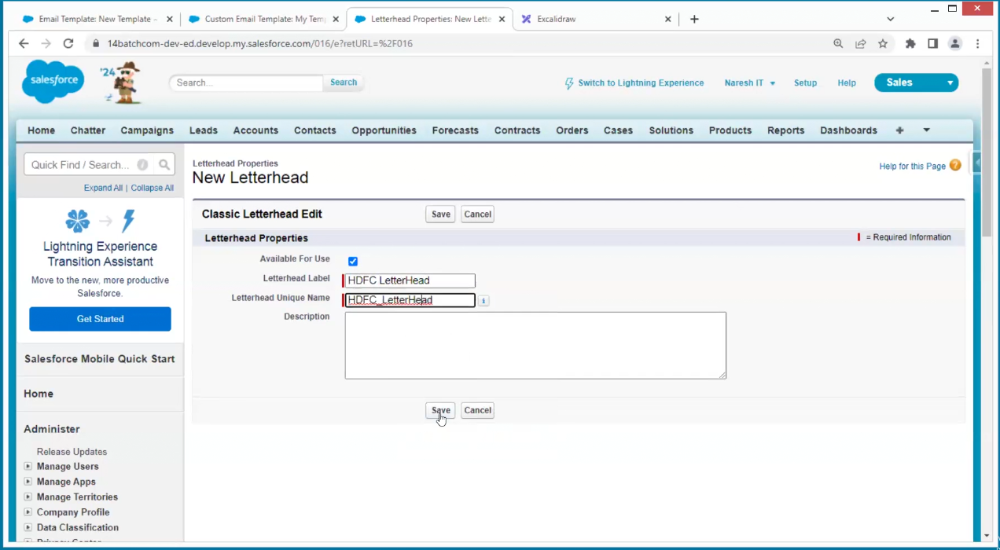 Email Template: New Template -
Custom Email Template: My Temp
Letterhead Properties: New Lette
Excalidraw
14batchcom-dev-ed.develop.my.salesforce.com/016/e?retURL=%2F016
salesforce
'24
Search...
Search
Switch to Lightning Experience
Naresh IT
Setup
Help
Sales
Home
Chatter
Campaigns
Leads
Accounts
Contacts
Opportunities
Forecasts
Contracts
Orders
Cases
Solutions
Products
Reports
Dashboards
Quick Find / Search...
Expand All | Collapse All
Lightning Experience
Transition Assistant
Move to the new, more productive
Salesforce.
Get Started
Salesforce Mobile Quick Start
Home
Administer
Release Updates
Manage Users
Manage Apps
Manage Territories
Company Profile
Data Classification
Privacy Center
Letterhead Properties
New Letterhead
Help for this Page
Classic Letterhead Edit
Save
Cancel
Letterhead Properties
= Required Information
Available For Use
Letterhead Label
HDFC LetterHead
Letterhead Unique Name
HDFC_LetterHead
Description
Save
Cancel